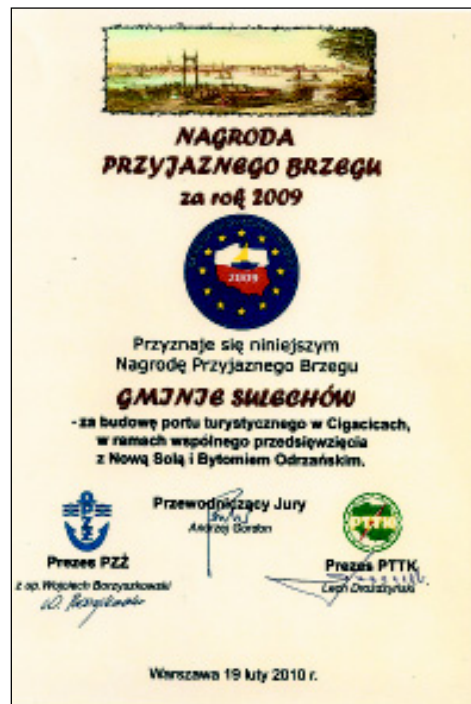 NAGRODA
PRZYJAZNEGO BRZEGU
za rok 2009
2009
Przyznaje się niniejszym
Nagrodę Przyjaznego Brzegu
GMINIE SULECHÓW
- za budowę portu turystycznego w Cigacicach,
w ramach wspólnego przedsięwzięcia
z Nową Solą i Bytomiem Odrzańskim.
Przewodniczący Jury
Andrzej Gordon
PTTK
Prezes PZŻ
Prezes PTTK
z up. Wojciech Borzyszkowski
Lech Drożdżyński
Warszawa 19 luty 2010 r.